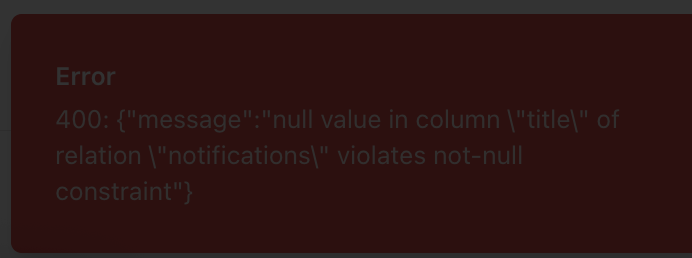 Error
400: {"message":"null value in column \"title\" of
relation \"notifications\" violates not-null
constraint"}